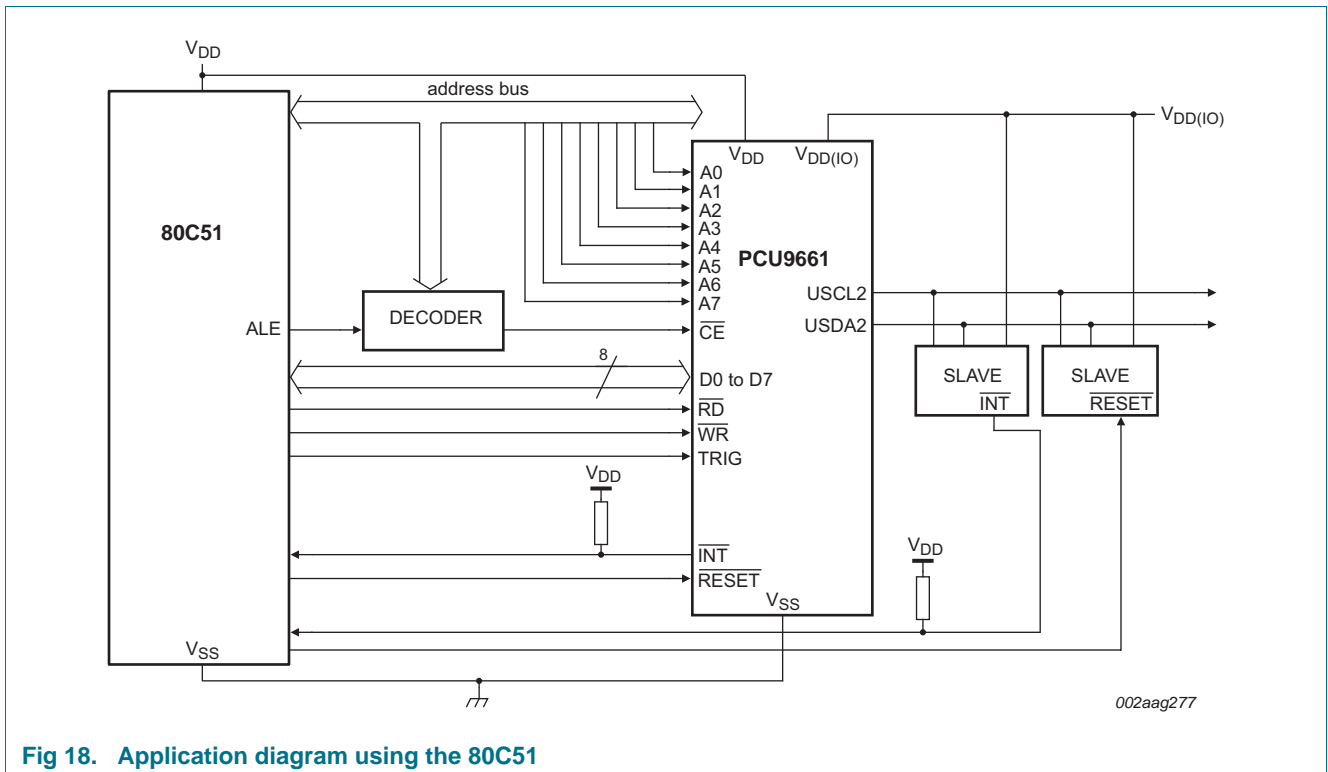 VDD
address bus
VDD
VDD(IO)
VDD(IO)
A0
A1
A2
A3
A4
A5
A6
A7
80C51
PCU9661
ALE
DECODER
CE
USCL2
USDA2
8
D0 to D7
SLAVE
INT
SLAVE
RESET
RD
WR
TRIG
VDD
INT
RESET
VDD
VSS
VSS
002aag277
Fig 18. Application diagram using the 80C51